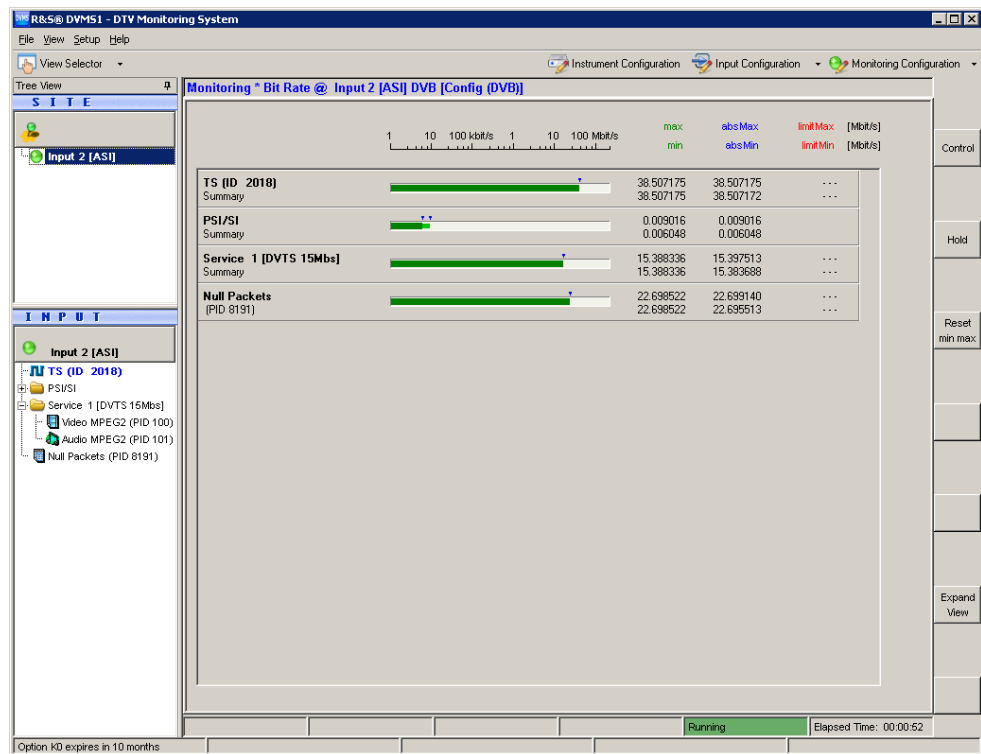 R&S® DVMS1 - DTV Monitoring System
File View Setup Help
View Selector
Instrument Configuration Input Configuration Monitoring Configuration
Tree View
Monitoring * Bit Rate @ Input 2 [ASI] DVB [Config (DVB)]
SITE
Input 2 [ASI]
1 10 100 kbit/s 1 10 100 Mbit/s
max absMax limitMax [Mbit/s]
min absMin limitMin [Mbit/s]
TS (ID 2018) 38.507175 38.507175 ---
Summary 38.507175 38.507172 ---
PSI/SI 0.009016 0.009016 ---
Summary 0.006048 0.006048 ---
Service 1 [DVTS 15Mbs] 15.388336 15.397513 ---
Summary 15.388336 15.383688 ---
Null Packets 22.698522 22.699140 ---
(PID 8191) 22.698522 22.695513 ---
INPUT
Input 2 [ASI]
TS (ID 2018)
PSI/SI
Service 1 [DVTS 15Mbs]
Video MPEG2 (PID 100)
Audio MPEG2 (PID 101)
Null Packets (PID 8191)
Control
Hold
Reset
min max
Expand
View
Running
Elapsed Time: 00:00:52
Option K0 expires in 10 months